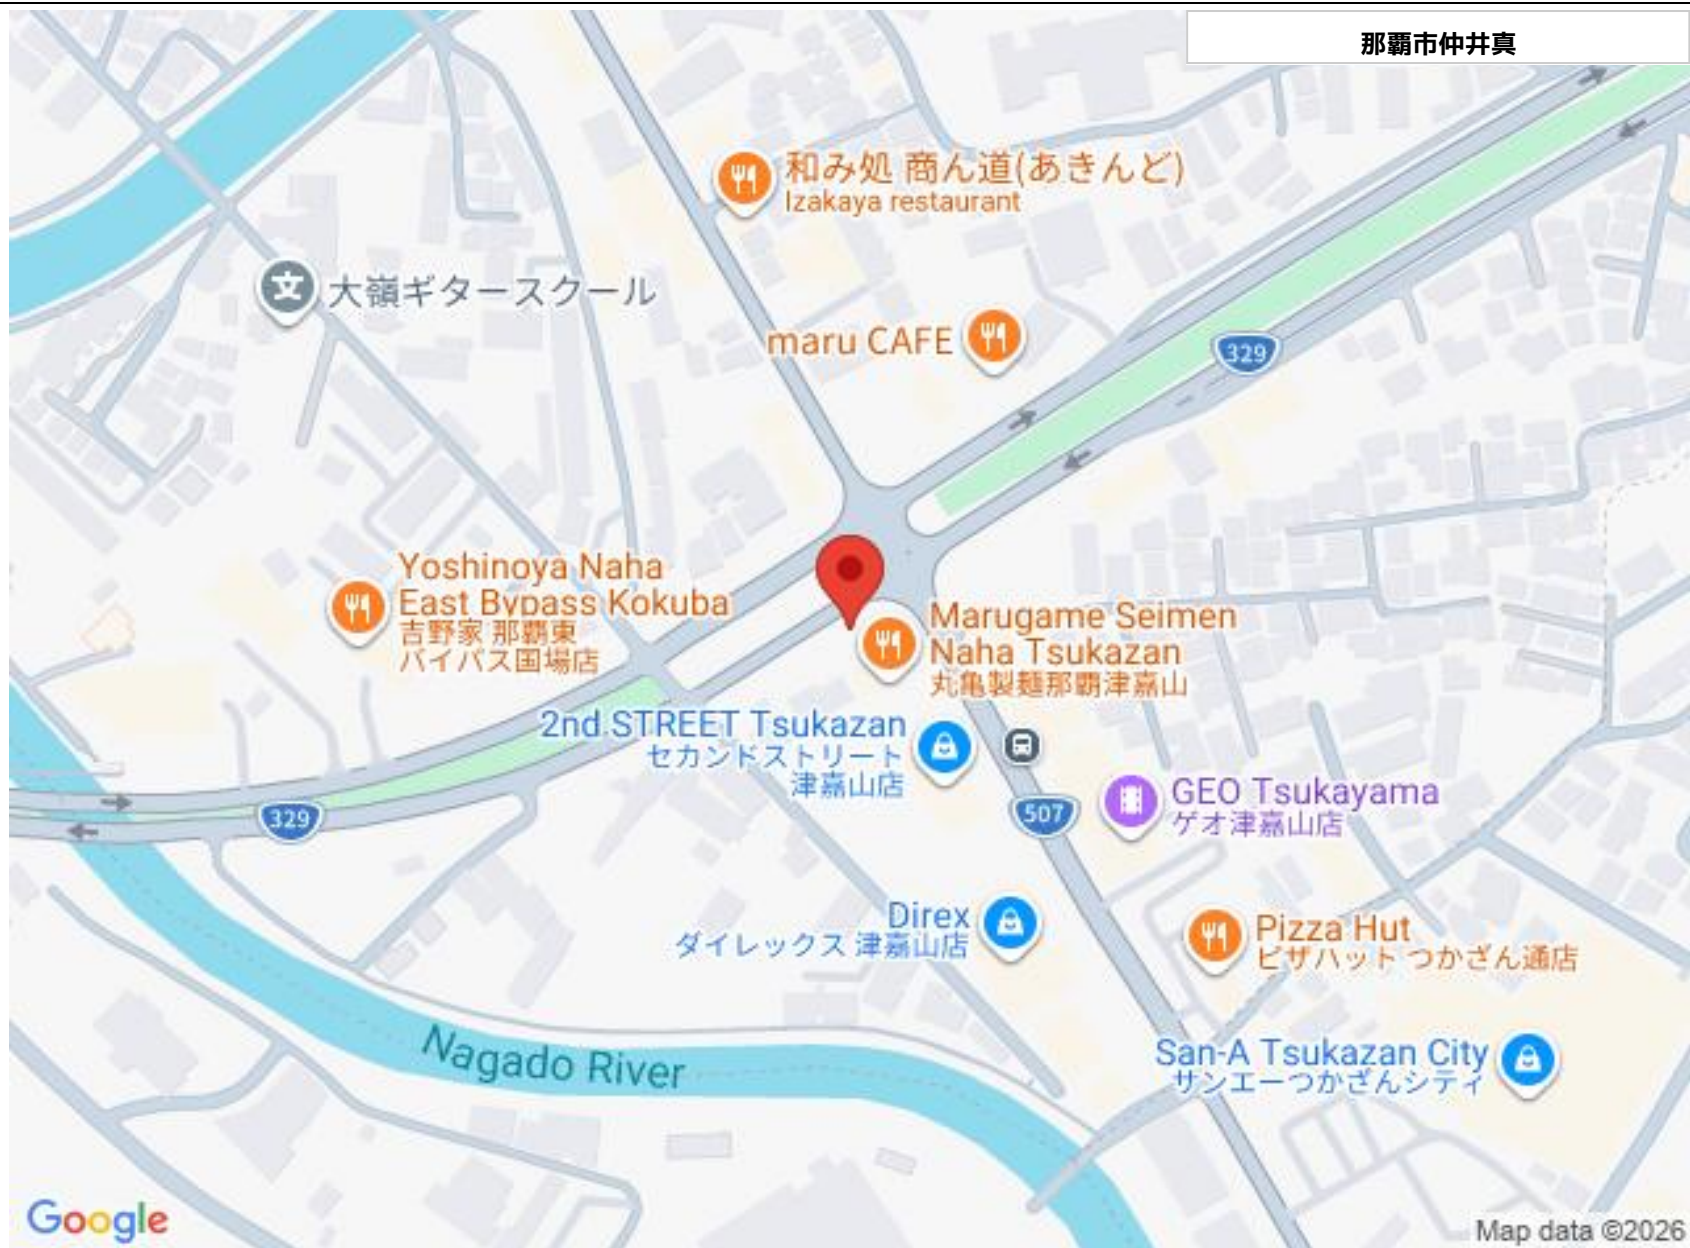 那覇市仲井真
和み処 商ん道(あきんど)
Izakaya restaurant
大嶺ギタースクール
maru CAFE
329
Yoshinoya Naha
East Bypass Kokuba
吉野家 那覇東
バイパス国場店
Marugame Seimen
Naha Tsukazan
丸亀製麺那覇津嘉山
2nd STREET Tsukazan
セカンドストリート
津嘉山店
329
507
GEO Tsukayama
ゲオ津嘉山店
Direx
ダイレックス 津嘉山店
Pizza Hut
ピザハット つかざん通店
Nagado River
San-A Tsukazan City
サンエーつかざんシティ
Google
Map data ©2026